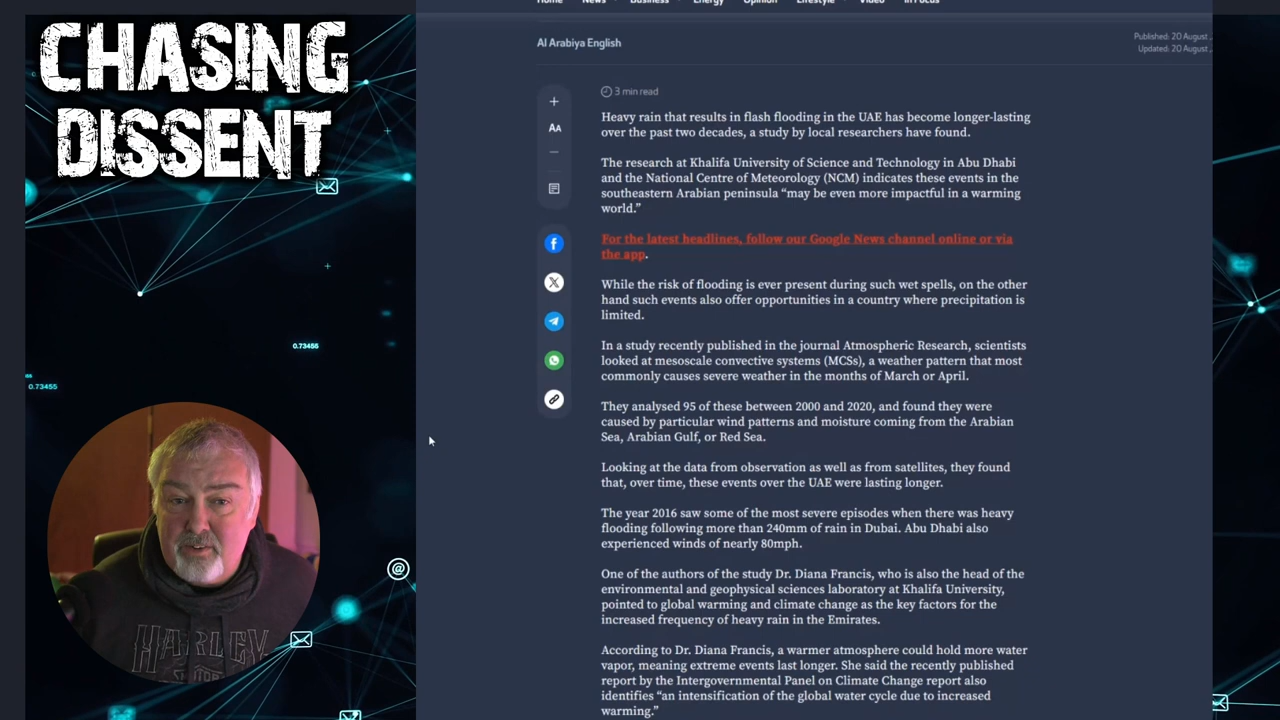 CHASING
DISSENT
Home News Business Energy Opinion Lifestyle Video In Focus
Al Arabiya English
Published: 20 August ,
Updated: 20 August ,
3 min read
+
AA
Heavy rain that results in flash flooding in the UAE has become longer-lasting
over the past two decades, a study by local researchers have found.
The research at Khalifa University of Science and Technology in Abu Dhabi
and the National Centre of Meteorology (NCM) indicates these events in the
southeastern Arabian peninsula “may be even more impactful in a warming
world.”
For the latest headlines, follow our Google News channel online or via
the app.
While the risk of flooding is ever present during such wet spells, on the other
hand such events also offer opportunities in a country where precipitation is
limited.
In a study recently published in the journal Atmospheric Research, scientists
looked at mesoscale convective systems (MCSs), a weather pattern that most
commonly causes severe weather in the months of March or April.
They analysed 95 of these between 2000 and 2020, and found they were
caused by particular wind patterns and moisture coming from the Arabian
Sea, Arabian Gulf, or Red Sea.
Looking at the data from observation as well as from satellites, they found
that, over time, these events over the UAE were lasting longer.
The year 2016 saw some of the most severe episodes when there was heavy
flooding following more than 240mm of rain in Dubai. Abu Dhabi also
experienced winds of nearly 80mph.
One of the authors of the study Dr. Diana Francis, who is also the head of the
environmental and geophysical sciences laboratory at Khalifa University,
pointed to global warming and climate change as the key factors for the
increased frequency of heavy rain in the Emirates.
According to Dr. Diana Francis, a warmer atmosphere could hold more water
vapor, meaning extreme events last longer. She said the recently published
report by the Intergovernmental Panel on Climate Change report also
identifies “an intensification of the global water cycle due to increased
warming.”
0.73455
0.73455
HARLEY